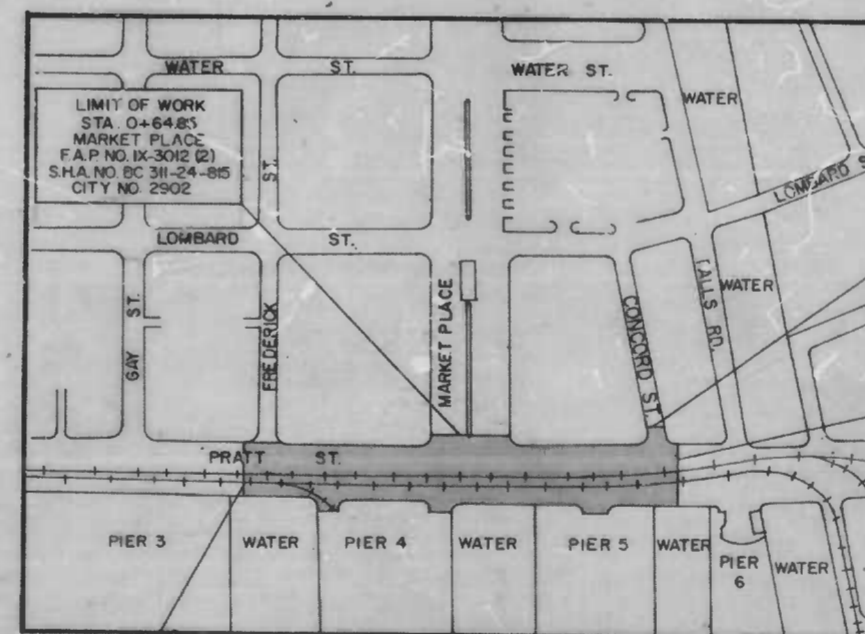 WATER ST. WATER ST.
WATER
LIMIT OF WORK
STA. 0+64.85
MARKET PLACE
F.A.P. NO. IX-3012 (2)
S.H.A. NO. BC 311-24-815
CITY NO. 2902
ST.
LOMBARD S
LOMBARD ST.
WATER
GAY ST.
FREDERICK
MARKET PLACE
CONCORD ST.
FALLS RD.
PRATT ST.
PIER 3
WATER
PIER 4
WATER
PIER 5
WATER
PIER
6
WATER